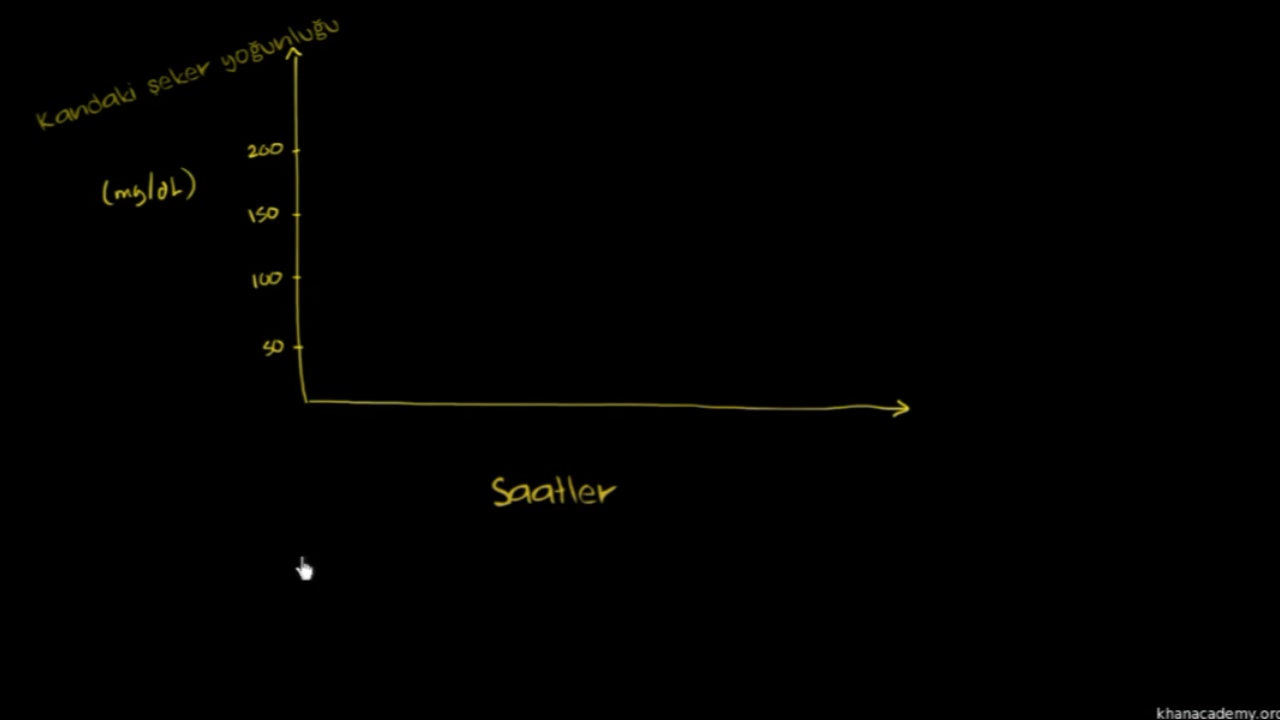 Kandaki şeker yoğunluğu
(mg/dL)
200
150
100
50
Saatler
khanacademy.org